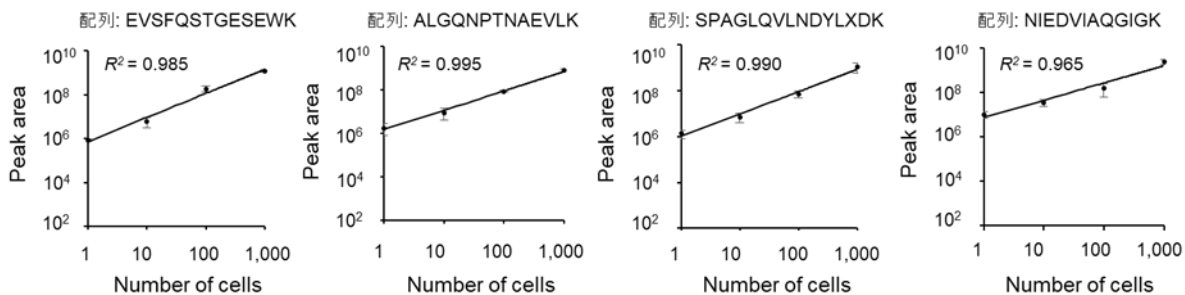 配列: EVSFQSTGESEWK
R² = 0.985
Peak area
10¹⁰
10⁸
10⁶
10⁴
10²
1 10 100 1,000
Number of cells
配列: ALGQNPTNAEVLK
R² = 0.995
Peak area
10¹⁰
10⁸
10⁶
10⁴
10²
1 10 100 1,000
Number of cells
配列: SPAGLQVLNDYLXDK
R² = 0.990
Peak area
10¹⁰
10⁸
10⁶
10⁴
10²
1 10 100 1,000
Number of cells
配列: NIEDVIAQGIGK
R² = 0.965
Peak area
10¹⁰
10⁸
10⁶
10⁴
10²
1 10 100 1,000
Number of cells